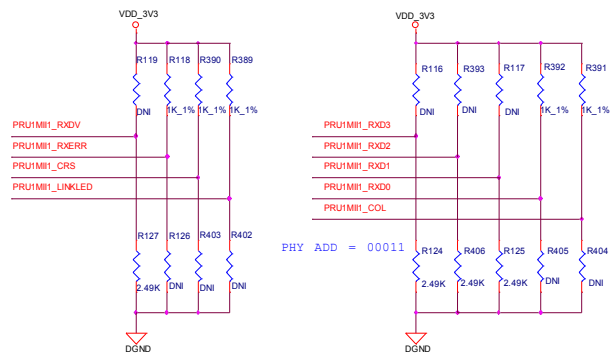 VDD_3V3
R119 R118 R390 R389
DNI 1K_1% 1K_1% 1K_1%
PRU1MII1_RXDV
PRU1MII1_RXERR
PRU1MII1_CRS
PRU1MII1_LINKLED
R127 R126 R403 R402
2.49K DNI DNI DNI
DGND
VDD_3V3
R116 R393 R117 R392 R391
DNI DNI DNI 1K_1% 1K_1%
PRU1MII1_RXD3
PRU1MII1_RXD2
PRU1MII1_RXD1
PRU1MII1_RXD0
PRU1MII1_COL
PHY ADD = 00011
R124 R406 R125 R405 R404
2.49K 2.49K 2.49K DNI DNI
DGND